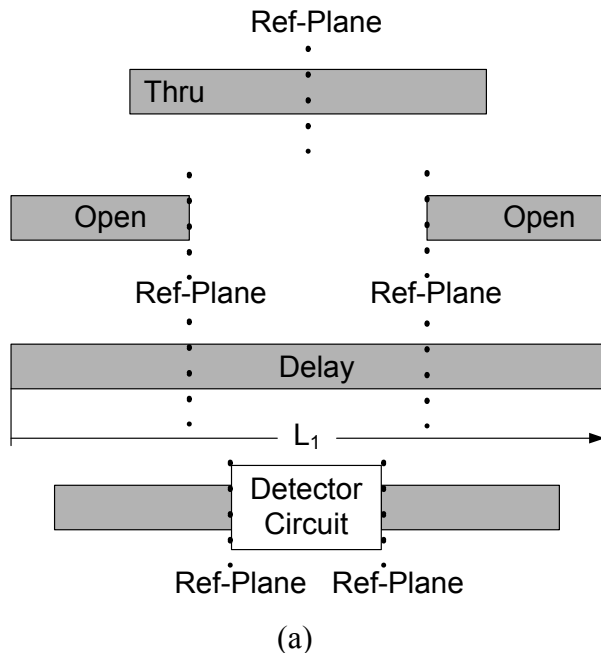 Ref-Plane
Thru
Open Open
Ref-Plane Ref-Plane
Delay
L₁
Detector
Circuit
Ref-Plane Ref-Plane
(a)